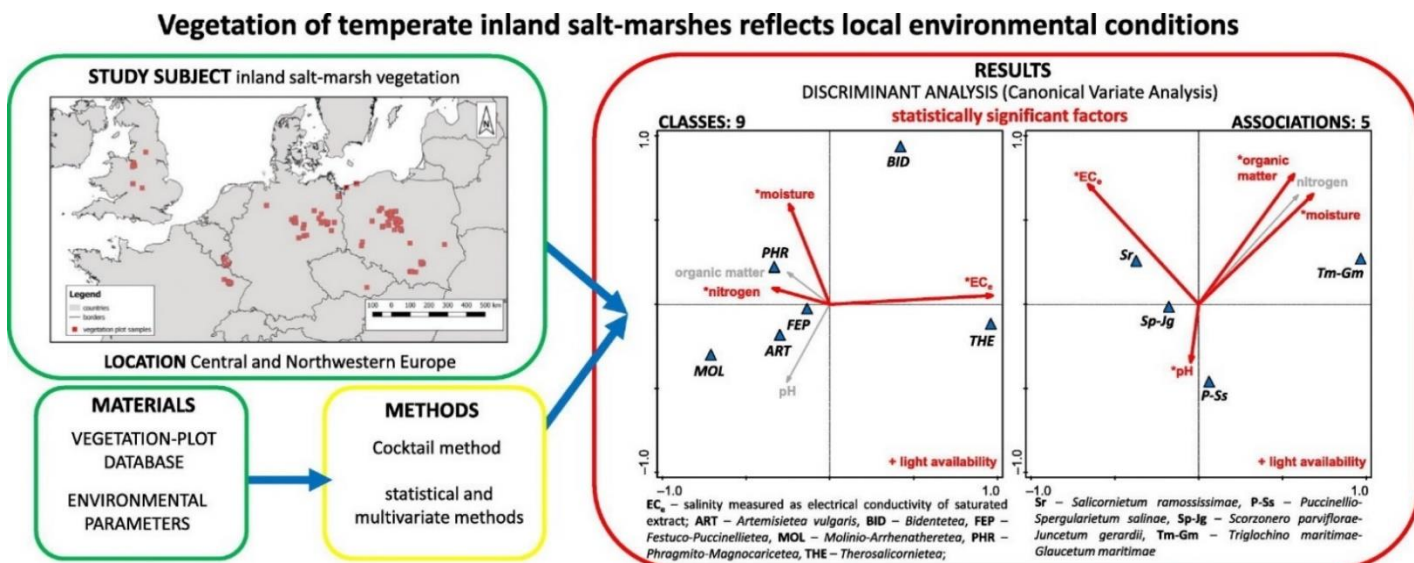 Vegetation of temperate inland salt-marshes reflects local environmental conditions
STUDY SUBJECT inland salt-marsh vegetation
N
Legend
countries
borders
vegetation plot samples
100 0 100 200 300 400 500 km
LOCATION Central and Northwestern Europe
MATERIALS
VEGETATION-PLOT
DATABASE
ENVIRONMENTAL
PARAMETERS
METHODS
Cocktail method
statistical and
multivariate methods
RESULTS
DISCRIMINANT ANALYSIS (Canonical Variate Analysis)
statistically significant factors
CLASSES: 9
1.0
BID
*moisture
PHR
organic matter
*nitrogen
*ECe
FEP
ART
THE
MOL
pH
+ light availability
-1.0
-1.0
1.0
ECe – salinity measured as electrical conductivity of saturated
extract; ART – Artemisietea vulgaris, BID – Bidentetea, FEP –
Festuco-Puccinellietea, MOL – Molinio-Arrhenatheretea, PHR –
Phragmito-Magnocaricetea, THE – Therosalicornietea;
ASSOCIATIONS: 5
1.0
*ECe
*organic
matter
nitrogen
*moisture
Sr
Tm-Gm
Sp-Jg
*pH
P-Ss
+ light availability
-1.0
-1.0
1.0
Sr – Salicornietum ramossissimae, P-Ss – Puccinellio-
Spergularietum salinae, Sp-Jg – Scorzonero parviflorae-
Juncetum gerardii, Tm-Gm – Triglochino maritimae-
Glaucetum maritimae